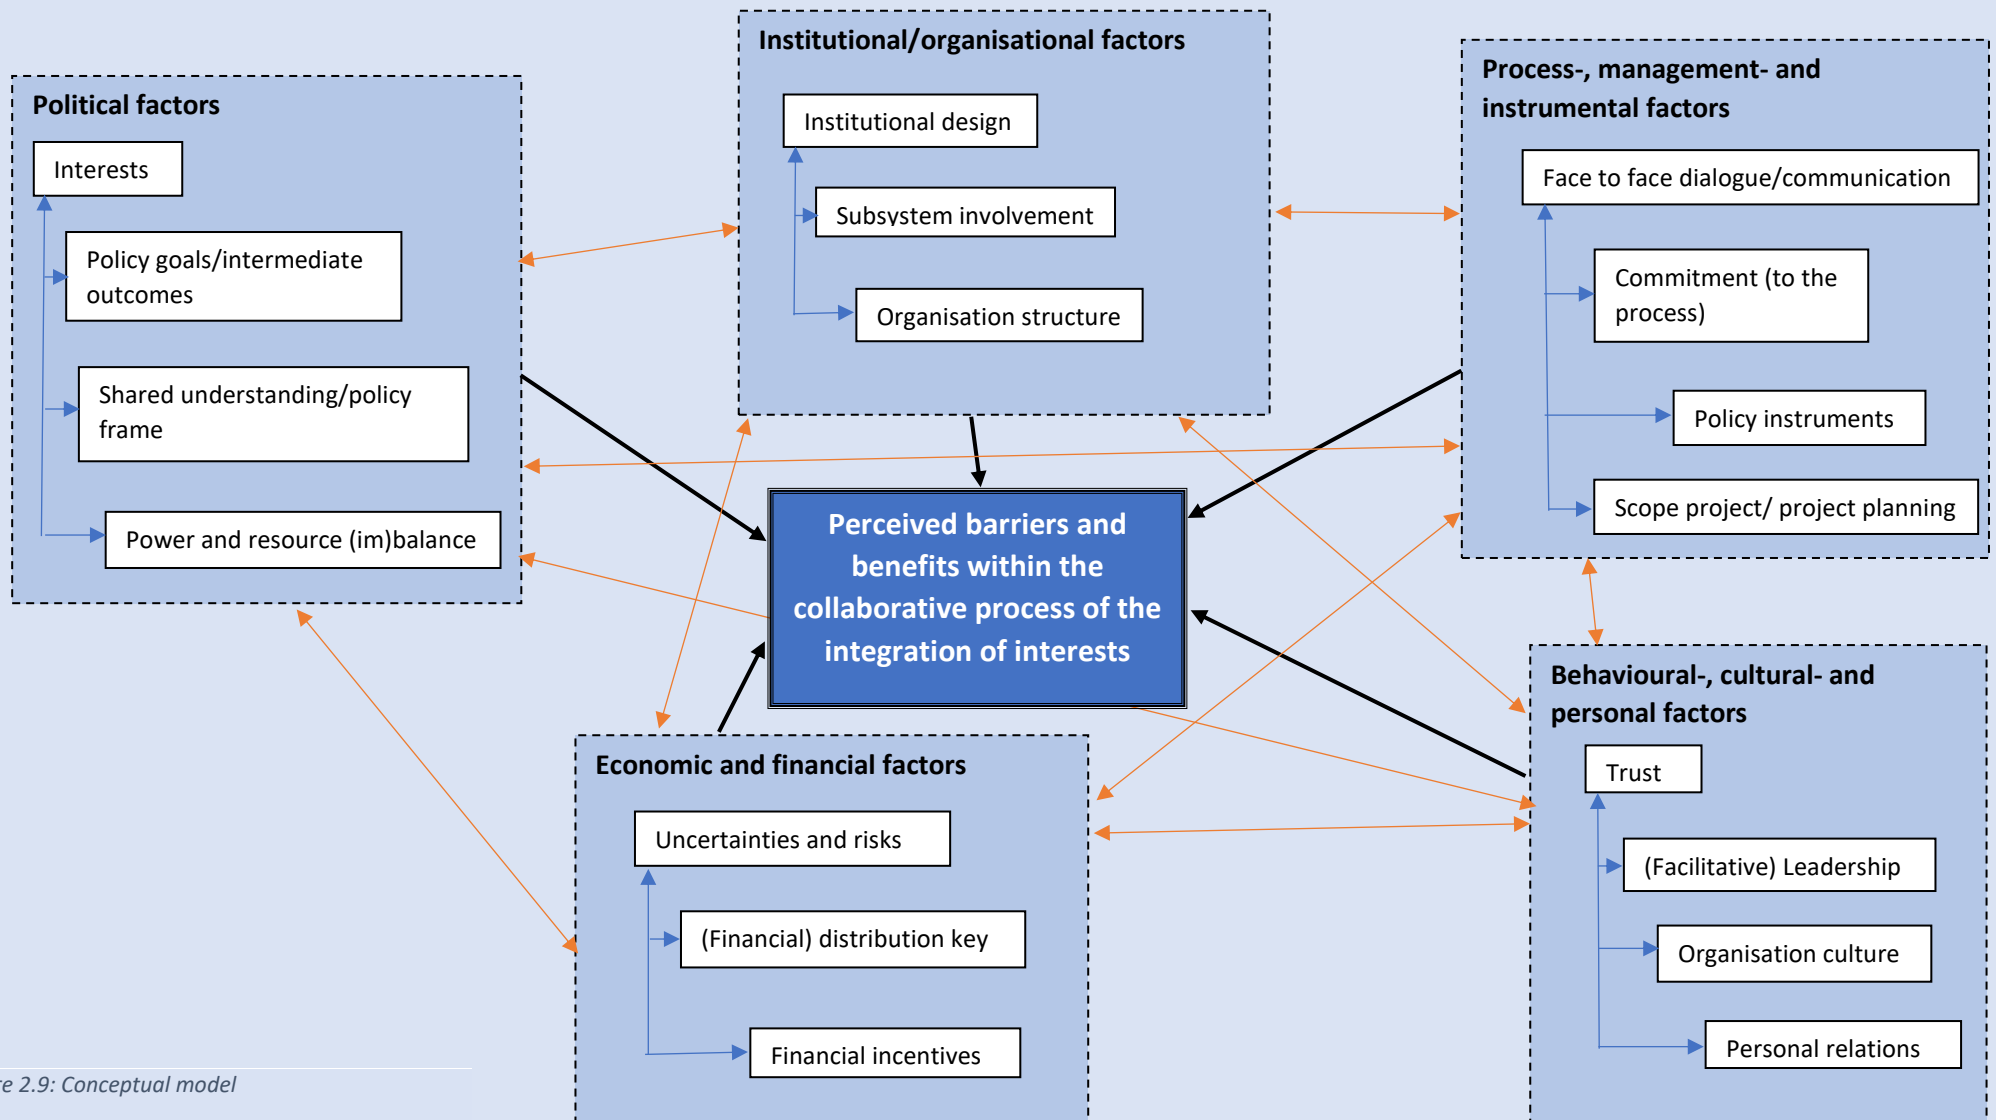 Institutional/organisational factors
Institutional design
Subsystem involvement
Organisation structure
Political factors
Interests
Policy goals/intermediate
outcomes
Shared understanding/policy
frame
Power and resource (im)balance
Process-, management- and
instrumental factors
Face to face dialogue/communication
Commitment (to the
process)
Policy instruments
Scope project/ project planning
Perceived barriers and
benefits within the
collaborative process of the
integration of interests
Economic and financial factors
Uncertainties and risks
(Financial) distribution key
Financial incentives
Behavioural-, cultural- and
personal factors
Trust
(Facilitative) Leadership
Organisation culture
Personal relations
re 2.9: Conceptual model